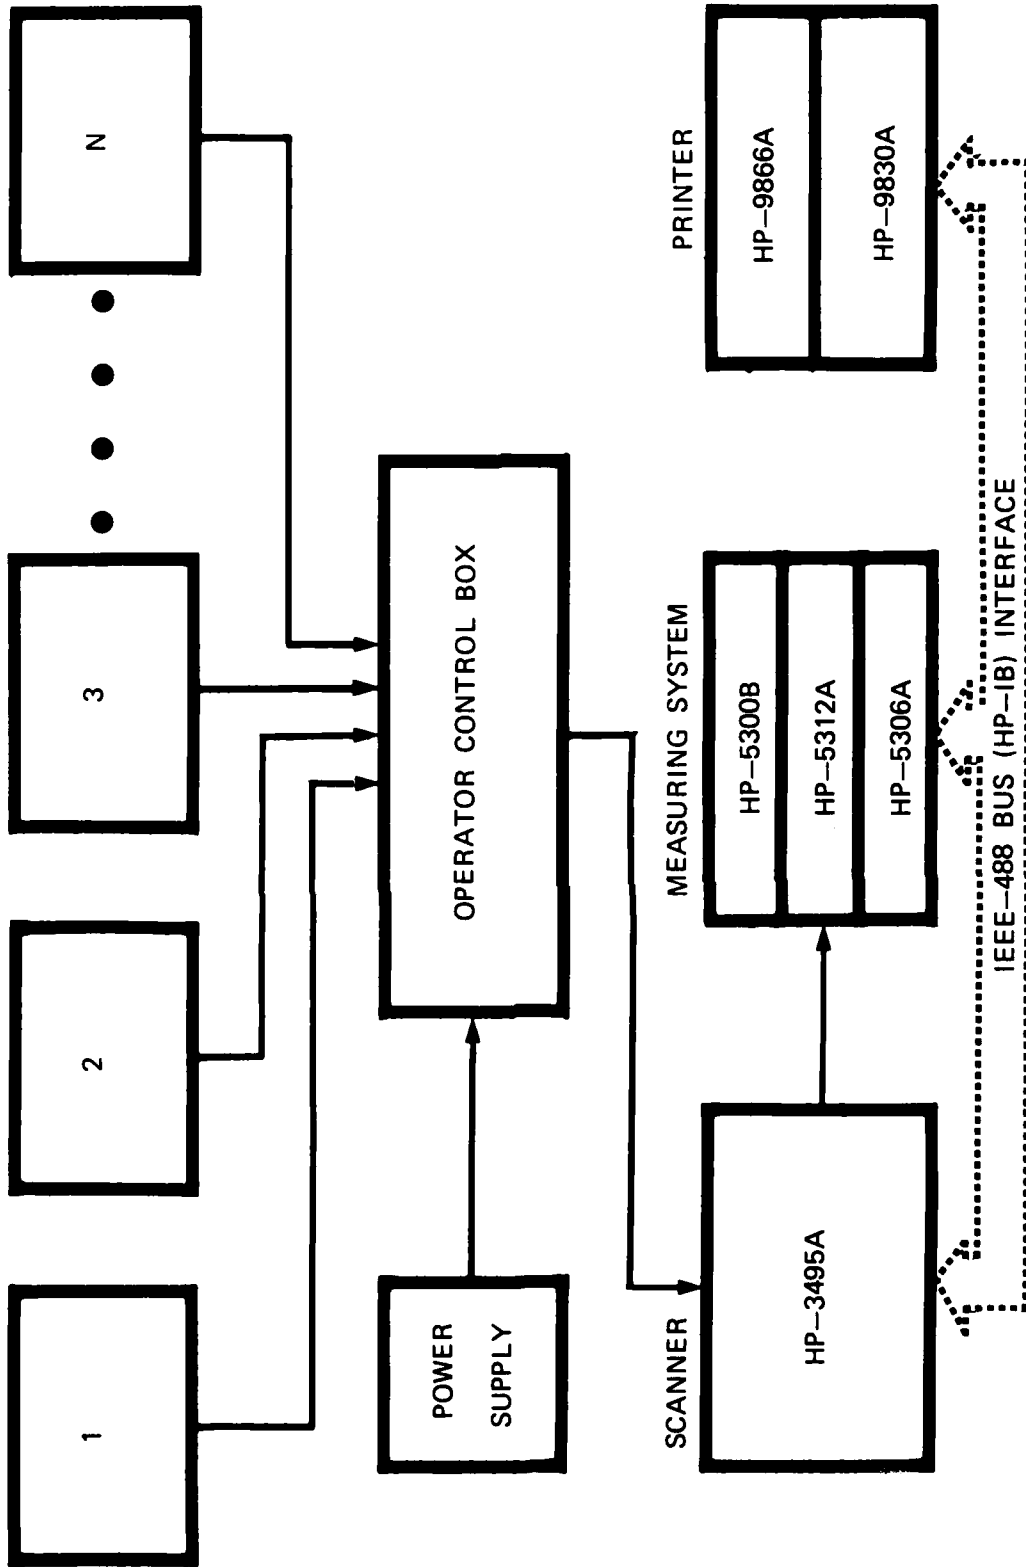 1
2
3
N
POWER
SUPPLY
OPERATOR CONTROL BOX
SCANNER
HP-3495A
MEASURING SYSTEM
HP-5300B
HP-5312A
HP-5306A
PRINTER
HP-9866A
HP-9830A
IEEE-488 BUS (HP-IB) INTERFACE